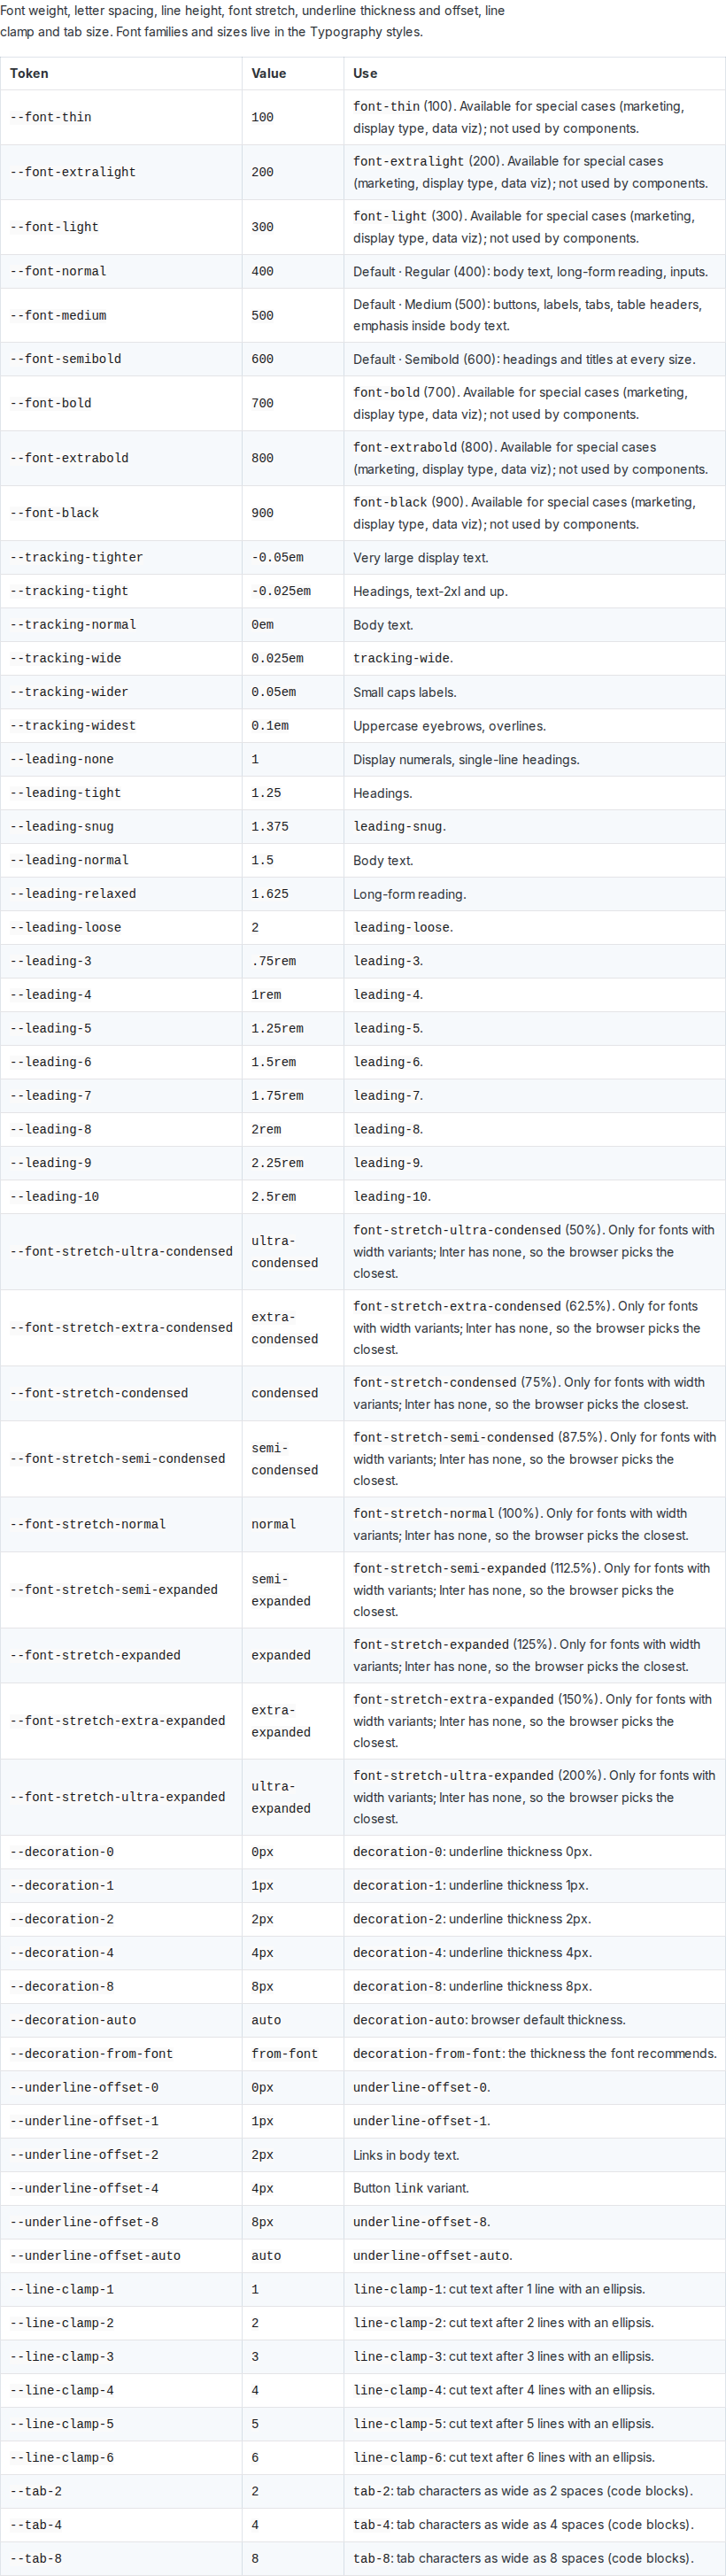 Font weight, letter spacing, line height, font stretch, underline thickness and offset, line
clamp and tab size. Font families and sizes live in the Typography styles.
Token Value Use
--font-thin 100 font-thin (100). Available for special cases (marketing,
display type, data viz); not used by components.
--font-extralight 200 font-extralight (200). Available for special cases
(marketing, display type, data viz); not used by components.
--font-light 300 font-light (300). Available for special cases (marketing,
display type, data viz); not used by components.
--font-normal 400 Default · Regular (400): body text, long-form reading, inputs.
--font-medium 500 Default · Medium (500): buttons, labels, tabs, table headers,
emphasis inside body text.
--font-semibold 600 Default · Semibold (600): headings and titles at every size.
--font-bold 700 font-bold (700). Available for special cases (marketing,
display type, data viz); not used by components.
--font-extrabold 800 font-extrabold (800). Available for special cases
(marketing, display type, data viz); not used by components.
--font-black 900 font-black (900). Available for special cases (marketing,
display type, data viz); not used by components.
--tracking-tighter -0.05em Very large display text.
--tracking-tight -0.025em Headings, text-2xl and up.
--tracking-normal 0em Body text.
--tracking-wide 0.025em tracking-wide.
--tracking-wider 0.05em Small caps labels.
--tracking-widest 0.1em Uppercase eyebrows, overlines.
--leading-none 1 Display numerals, single-line headings.
--leading-tight 1.25 Headings.
--leading-snug 1.375 leading-snug.
--leading-normal 1.5 Body text.
--leading-relaxed 1.625 Long-form reading.
--leading-loose 2 leading-loose.
--leading-3 .75rem leading-3.
--leading-4 1rem leading-4.
--leading-5 1.25rem leading-5.
--leading-6 1.5rem leading-6.
--leading-7 1.75rem leading-7.
--leading-8 2rem leading-8.
--leading-9 2.25rem leading-9.
--leading-10 2.5rem leading-10.
--font-stretch-ultra-condensed ultra-condensed font-stretch-ultra-condensed (50%). Only for fonts with
width variants; Inter has none, so the browser picks the
closest.
--font-stretch-extra-condensed extra-condensed font-stretch-extra-condensed (62.5%). Only for fonts
with width variants; Inter has none, so the browser picks the
closest.
--font-stretch-condensed condensed font-stretch-condensed (75%). Only for fonts with width
variants; Inter has none, so the browser picks the closest.
--font-stretch-semi-condensed semi-condensed font-stretch-semi-condensed (87.5%). Only for fonts with
width variants; Inter has none, so the browser picks the
closest.
--font-stretch-normal normal font-stretch-normal (100%). Only for fonts with width
variants; Inter has none, so the browser picks the closest.
--font-stretch-semi-expanded semi-expanded font-stretch-semi-expanded (112.5%). Only for fonts with
width variants; Inter has none, so the browser picks the
closest.
--font-stretch-expanded expanded font-stretch-expanded (125%). Only for fonts with width
variants; Inter has none, so the browser picks the closest.
--font-stretch-extra-expanded extra-expanded font-stretch-extra-expanded (150%). Only for fonts with
width variants; Inter has none, so the browser picks the
closest.
--font-stretch-ultra-expanded ultra-expanded font-stretch-ultra-expanded (200%). Only for fonts with
width variants; Inter has none, so the browser picks the
closest.
--decoration-0 0px decoration-0: underline thickness 0px.
--decoration-1 1px decoration-1: underline thickness 1px.
--decoration-2 2px decoration-2: underline thickness 2px.
--decoration-4 4px decoration-4: underline thickness 4px.
--decoration-8 8px decoration-8: underline thickness 8px.
--decoration-auto auto decoration-auto: browser default thickness.
--decoration-from-font from-font decoration-from-font: the thickness the font recommends.
--underline-offset-0 0px underline-offset-0.
--underline-offset-1 1px underline-offset-1.
--underline-offset-2 2px Links in body text.
--underline-offset-4 4px Button link variant.
--underline-offset-8 8px underline-offset-8.
--underline-offset-auto auto underline-offset-auto.
--line-clamp-1 1 line-clamp-1: cut text after 1 line with an ellipsis.
--line-clamp-2 2 line-clamp-2: cut text after 2 lines with an ellipsis.
--line-clamp-3 3 line-clamp-3: cut text after 3 lines with an ellipsis.
--line-clamp-4 4 line-clamp-4: cut text after 4 lines with an ellipsis.
--line-clamp-5 5 line-clamp-5: cut text after 5 lines with an ellipsis.
--line-clamp-6 6 line-clamp-6: cut text after 6 lines with an ellipsis.
--tab-2 2 tab-2: tab characters as wide as 2 spaces (code blocks).
--tab-4 4 tab-4: tab characters as wide as 4 spaces (code blocks).
--tab-8 8 tab-8: tab characters as wide as 8 spaces (code blocks).